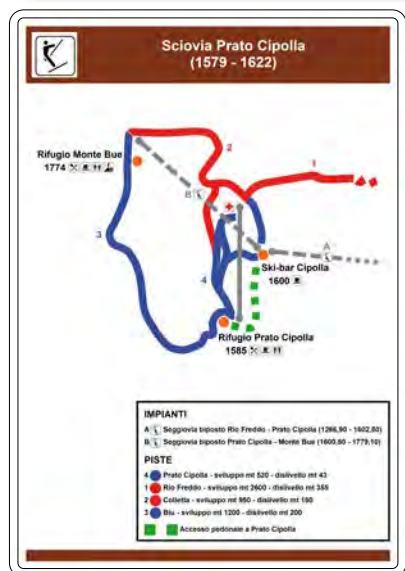 Sciovia Prato Cipolla
(1579 - 1622)
2
1
Rifugio Monte Bue
1774
B
3
A
4
Ski-bar Cipolla
1600
Rifugio Prato Cipolla
1585
IMPIANTI
A Seggiovia biposto Rio Freddo - Prato Cipolla (1286,90 - 1602,80)
B Seggiovia biposto Prato Cipolla - Monte Bue (1600,80 - 1779,10)
PISTE
4 Prato Cipolla - sviluppo mt 520 - dislivello mt 43
1 Rio Freddo - sviluppo mt 2600 - dislivello mt 355
2 Colletta - sviluppo mt 950 - dislivello mt 180
3 Blu - sviluppo mt 1200 - dislivello mt 200
Accesso pedonale a Prato Cipolla